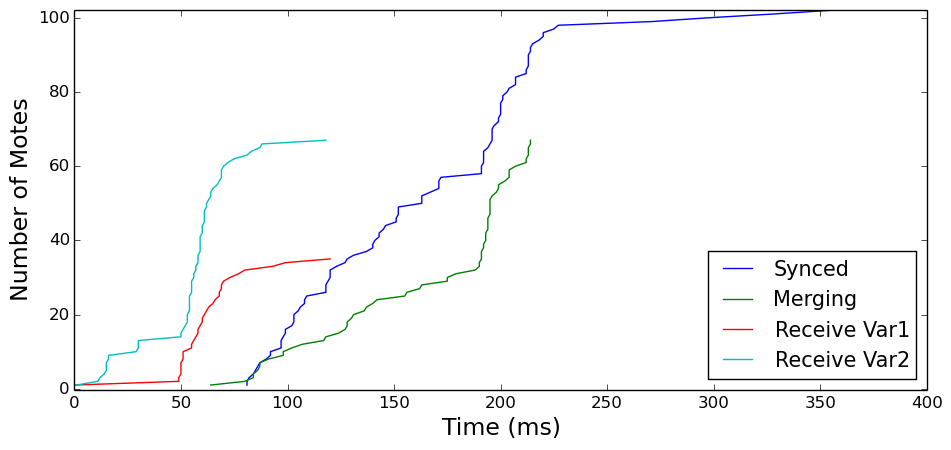 100
80
60
40
20
0
Number of Motes
0 50 100 150 200 250 300 350 400
Time (ms)
Synced
Merging
Receive Var1
Receive Var2